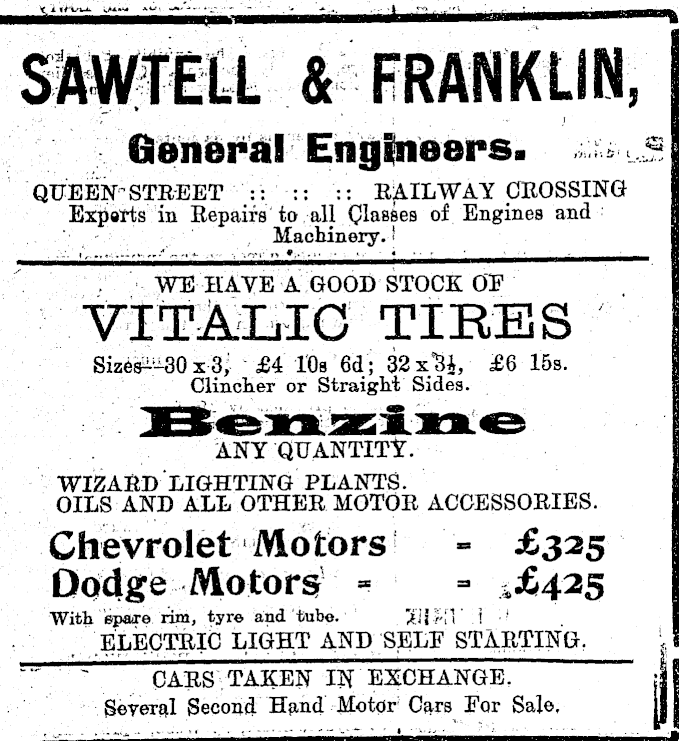 SAWTELL & FRANKLIN,
General Engineers.
QUEEN STREET :: :: :: RAILWAY CROSSING
Experts in Repairs to all Classes of Engines and
Machinery.
WE HAVE A GOOD STOCK OF
VITALIC TIRES
Sizes—30 x 3, £4 10s 6d; 32 x 3½, £6 15s.
Clincher or Straight Sides.
Benzine
ANY QUANTITY.
WIZARD LIGHTING PLANTS.
OILS AND ALL OTHER MOTOR ACCESSORIES.
Chevrolet Motors - £325
Dodge Motors - - £425
With spare rim, tyre and tube.
ELECTRIC LIGHT AND SELF STARTING.
CARS TAKEN IN EXCHANGE.
Several Second Hand Motor Cars For Sale.